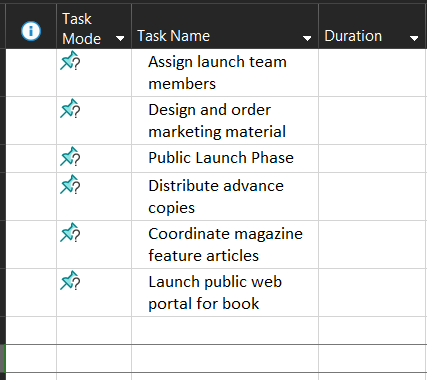 Task
Mode
Task Name
Duration
Assign launch team
members
Design and order
marketing material
Public Launch Phase
Distribute advance
copies
Coordinate magazine
feature articles
Launch public web
portal for book